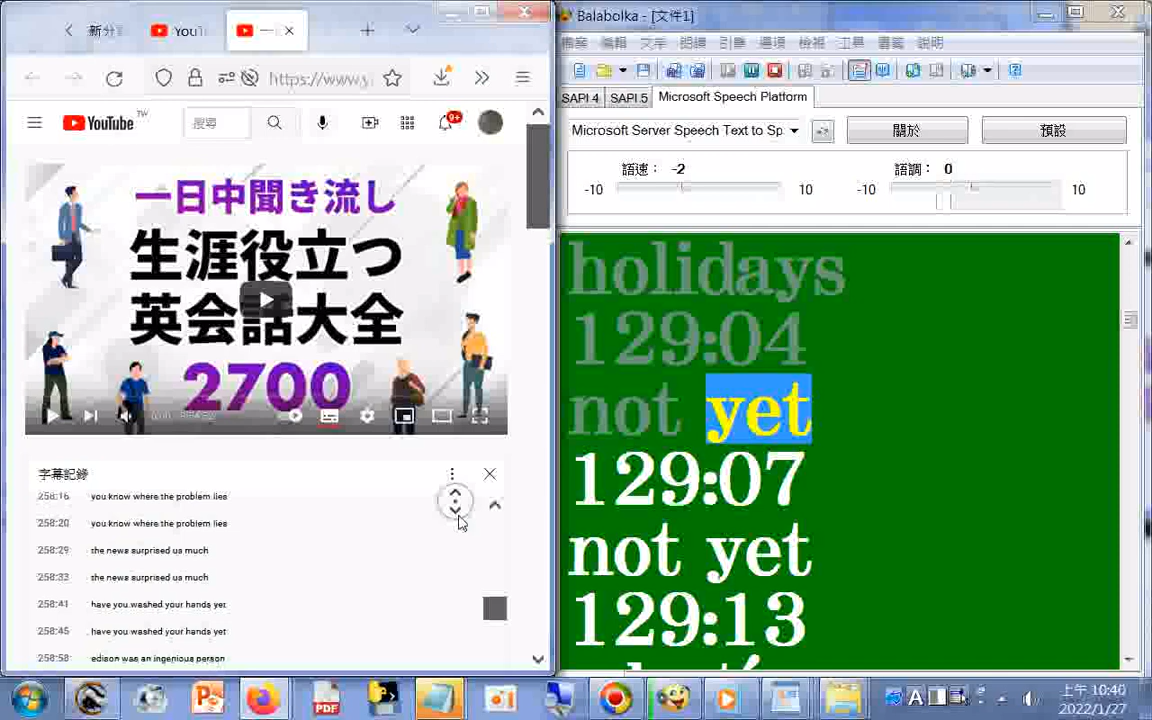 新分
YouT
https://www.y
YouTube TW
搜尋
9+
一日中聞き流し
生涯役立つ
英会話大全
2700
字幕記錄
258:16 you know where the problem lies
258:20 you know where the problem lies
258:29 the news surprised us much
258:33 the news surprised us much
258:41 have you washed your hands yet
258:45 have you washed your hands yet
258:58 edison was an ingenious person
Balabolka - [文件1]
檔案 編輯 文字 閱讀 引擎 選項 檢視 工具 書籤 說明
SAPI 4 SAPI 5 Microsoft Speech Platform
Microsoft Server Speech Text to Sp
關於 預設
語速： -2 語調： 0
-10 10 -10 10
holidays
129:04
not yet
129:07
not yet
129:13
PDF
A
上午 10:40
2022/1/27